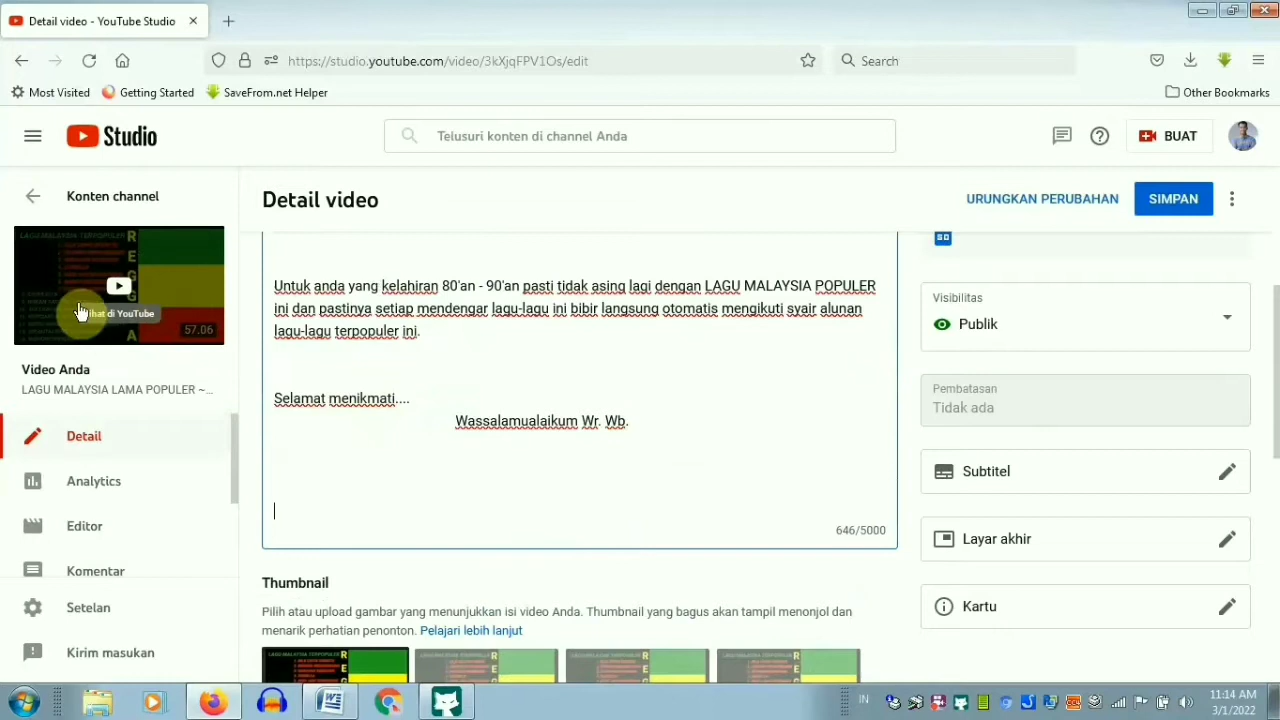 Detail video - YouTube Studio
https://studio.youtube.com/video/3kXjqFPV1Os/edit
Search
Most Visited
Getting Started
SaveFrom.net Helper
Other Bookmarks
Studio
Telusuri konten di channel Anda
BUAT
Konten channel
Detail video
URUNGKAN PERUBAHAN
SIMPAN
LAGU MALAYSIA TERPOPULER
REGGA
ihat di YouTube
57.06
Video Anda
LAGU MALAYSIA LAMA POPULER ~...
Detail
Analytics
Editor
Komentar
Setelan
Kirim masukan
Untuk anda yang kelahiran 80'an - 90'an pasti tidak asing lagi dengan LAGU MALAYSIA POPULER
ini dan pastinya setiap mendengar lagu-lagu ini bibir langsung otomatis mengikuti syair alunan
lagu-lagu terpopuler ini.
Selamat menikmati....
Wassalamualaikum Wr. Wb.
646/5000
Thumbnail
Pilih atau upload gambar yang menunjukkan isi video Anda. Thumbnail yang bagus akan tampil menonjol dan
menarik perhatian penonton. Pelajari lebih lanjut
Visibilitas
Publik
Pembatasan
Tidak ada
Subtitel
Layar akhir
Kartu
IN
11:14 AM
3/1/2022